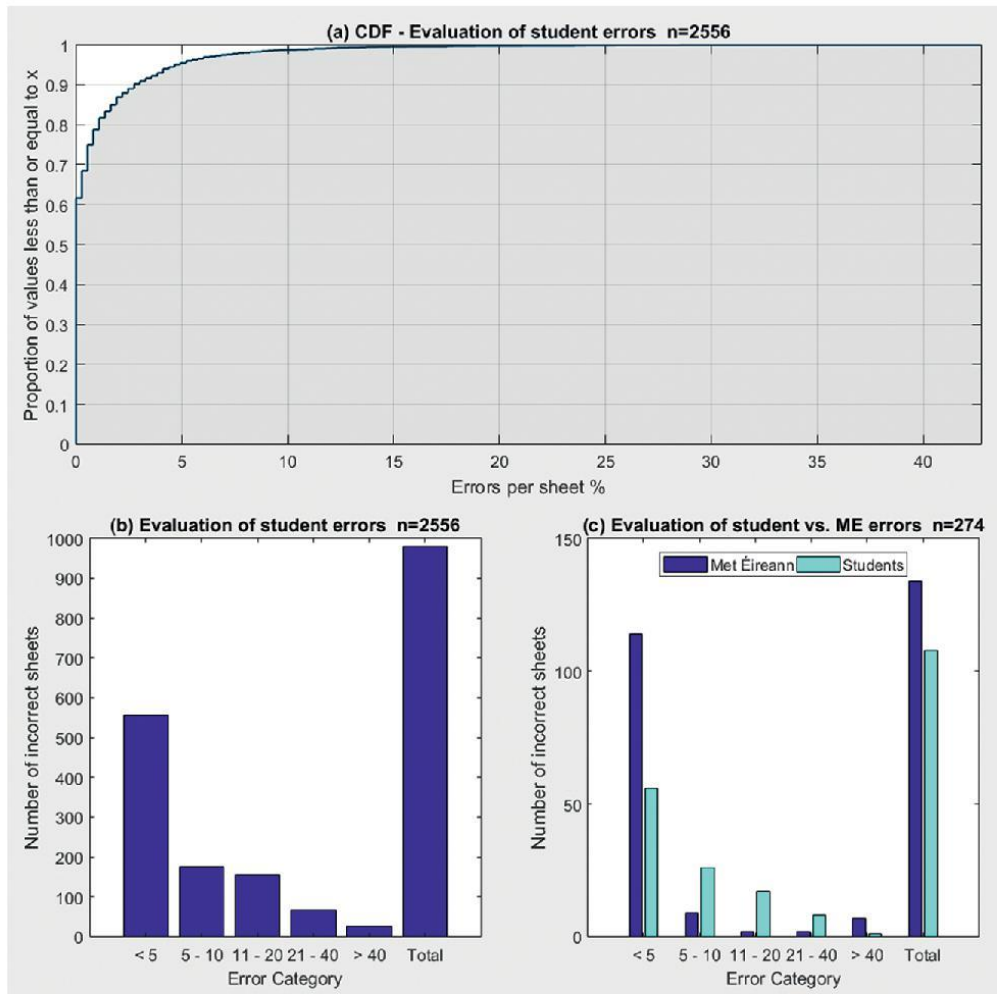 (a) CDF - Evaluation of student errors n=2556
Proportion of values less than or equal to x
1
0.9
0.8
0.7
0.6
0.5
0.4
0.3
0.2
0.1
0
0 5 10 15 20 25 30 35 40
Errors per sheet %
(b) Evaluation of student errors n=2556
Number of incorrect sheets
1000
900
800
700
600
500
400
300
200
100
0
< 5 5 - 10 11 - 20 21 - 40 > 40 Total
Error Category
(c) Evaluation of student vs. ME errors n=274
Met Éireann Students
Number of incorrect sheets
150
100
50
0
< 5 5 - 10 11 - 20 21 - 40 > 40 Total
Error Category